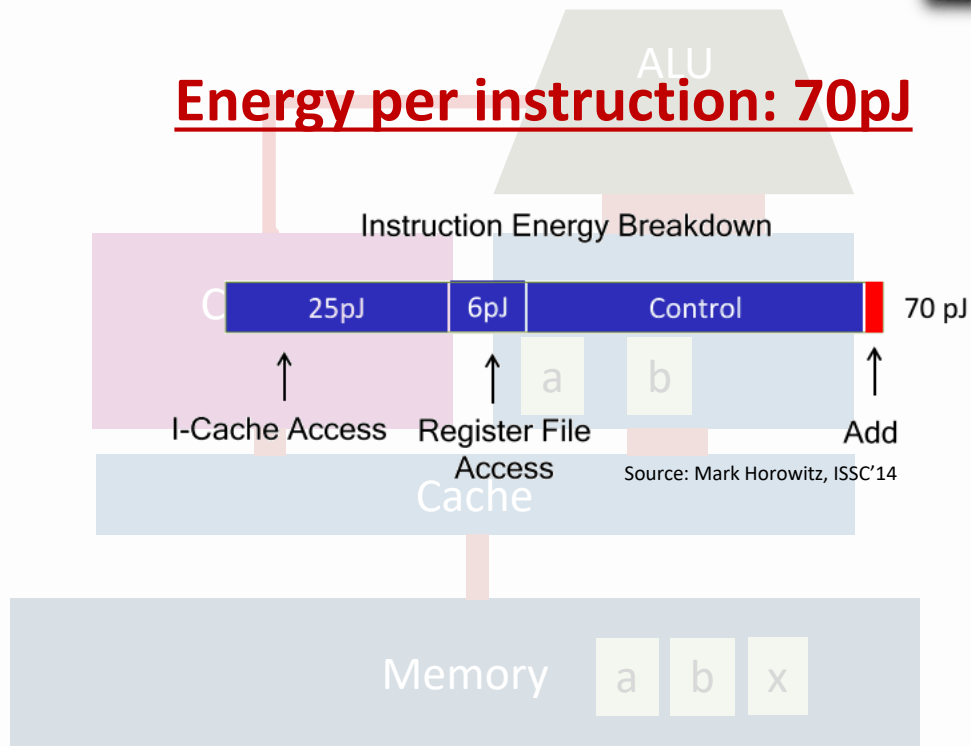 ALU
Energy per instruction: 70pJ
Instruction Energy Breakdown
C 25pJ 6pJ Control 70 pJ
a b
I-Cache Access Register File Access Add
Source: Mark Horowitz, ISSC’14
Cache
Memory a b x